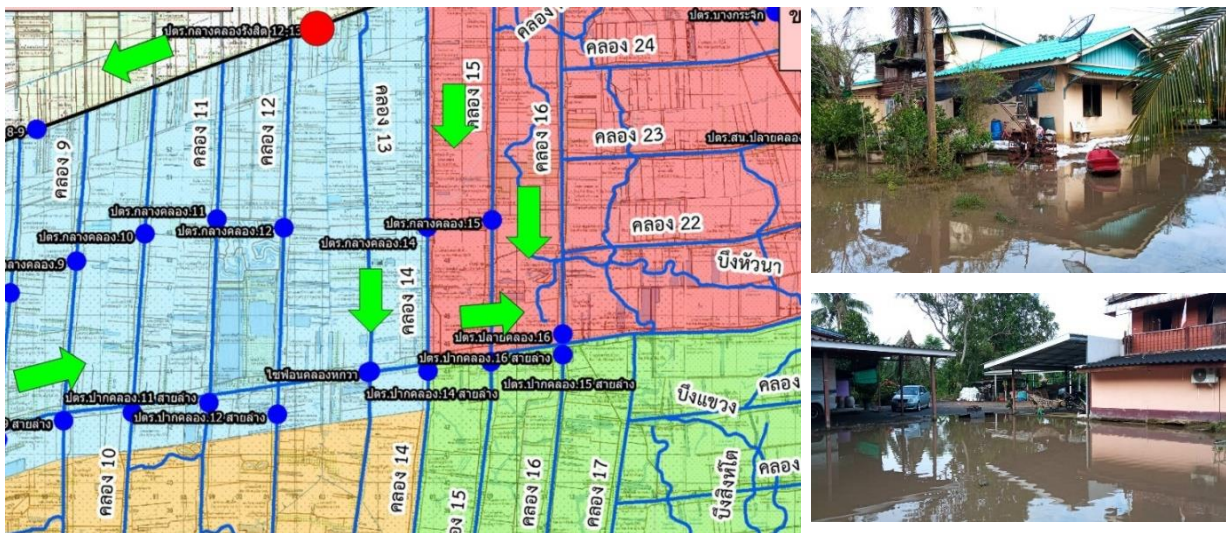 ปตร.กลางคลองรังสิต 12-13
ปตร.บางกระจิก
ข
คลอง 24
คลอง 15
คลอง 11
คลอง 12
คลอง 13
คลอง 16
8-9
คลอง 9
คลอง 23
ปตร.สน.ปลายคลอง
ปตร.กลางคลอง.11
ปตร.กลางคลอง.10
ปตร.กลางคลอง.12
ปตร.กลางคลอง.14
ปตร.กลางคลอง.15
คลอง 22
ลางคลอง.9
บึงหัวนา
คลอง 14
ปตร.ปลายคลอง.16
ปตร.ปากคลอง.16 สายล่าง
ไซฟอนคลองหกวา
ปตร.ปากคลอง.14 สายล่าง
ปตร.ปากคลอง.15 สายล่าง
ปตร.ปากคลอง.11 สายล่าง
ปตร.ปากคลอง.12 สายล่าง
9 สายล่าง
บึงแขวง
คลอง
คลอง 10
คลอง 14
คลอง 15
คลอง 16
คลอง 17
บึงสิงห์โต
คลอง